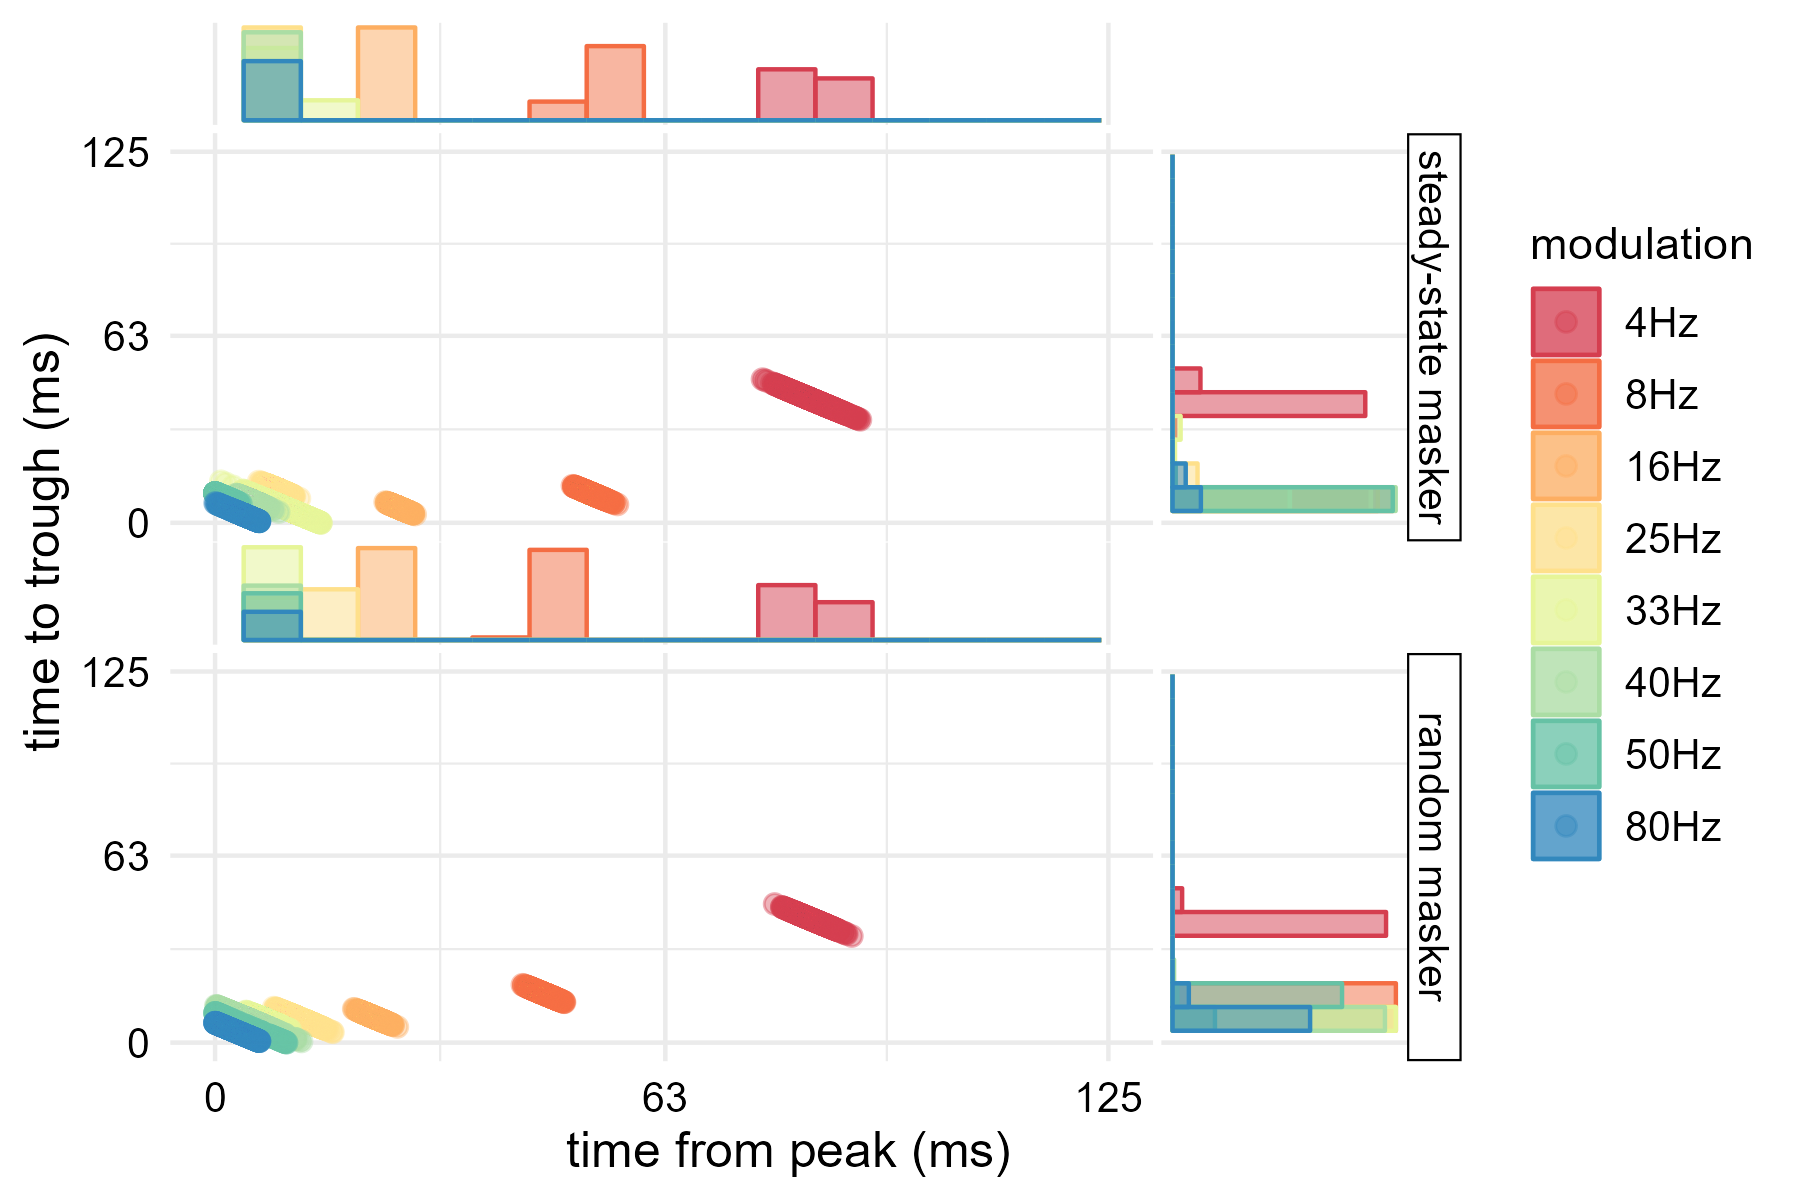 time to trough (ms)
125
63
0
steady-state masker
125
63
0
random masker
0
63
125
time from peak (ms)
modulation
4Hz
8Hz
16Hz
25Hz
33Hz
40Hz
50Hz
80Hz